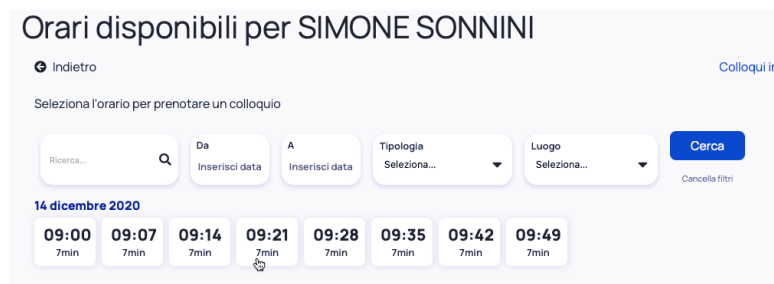 Orari disponibili per SIMONE SONNINI
Indietro
Colloqui i
Seleziona l'orario per prenotare un colloquio
Ricerca...
Da
Inserisci data
A
Inserisci data
Tipologia
Seleziona...
Luogo
Seleziona...
Cerca
Cancella filtri
14 dicembre 2020
09:00 09:07 09:14 09:21 09:28 09:35 09:42 09:49
7min 7min 7min 7min 7min 7min 7min 7min